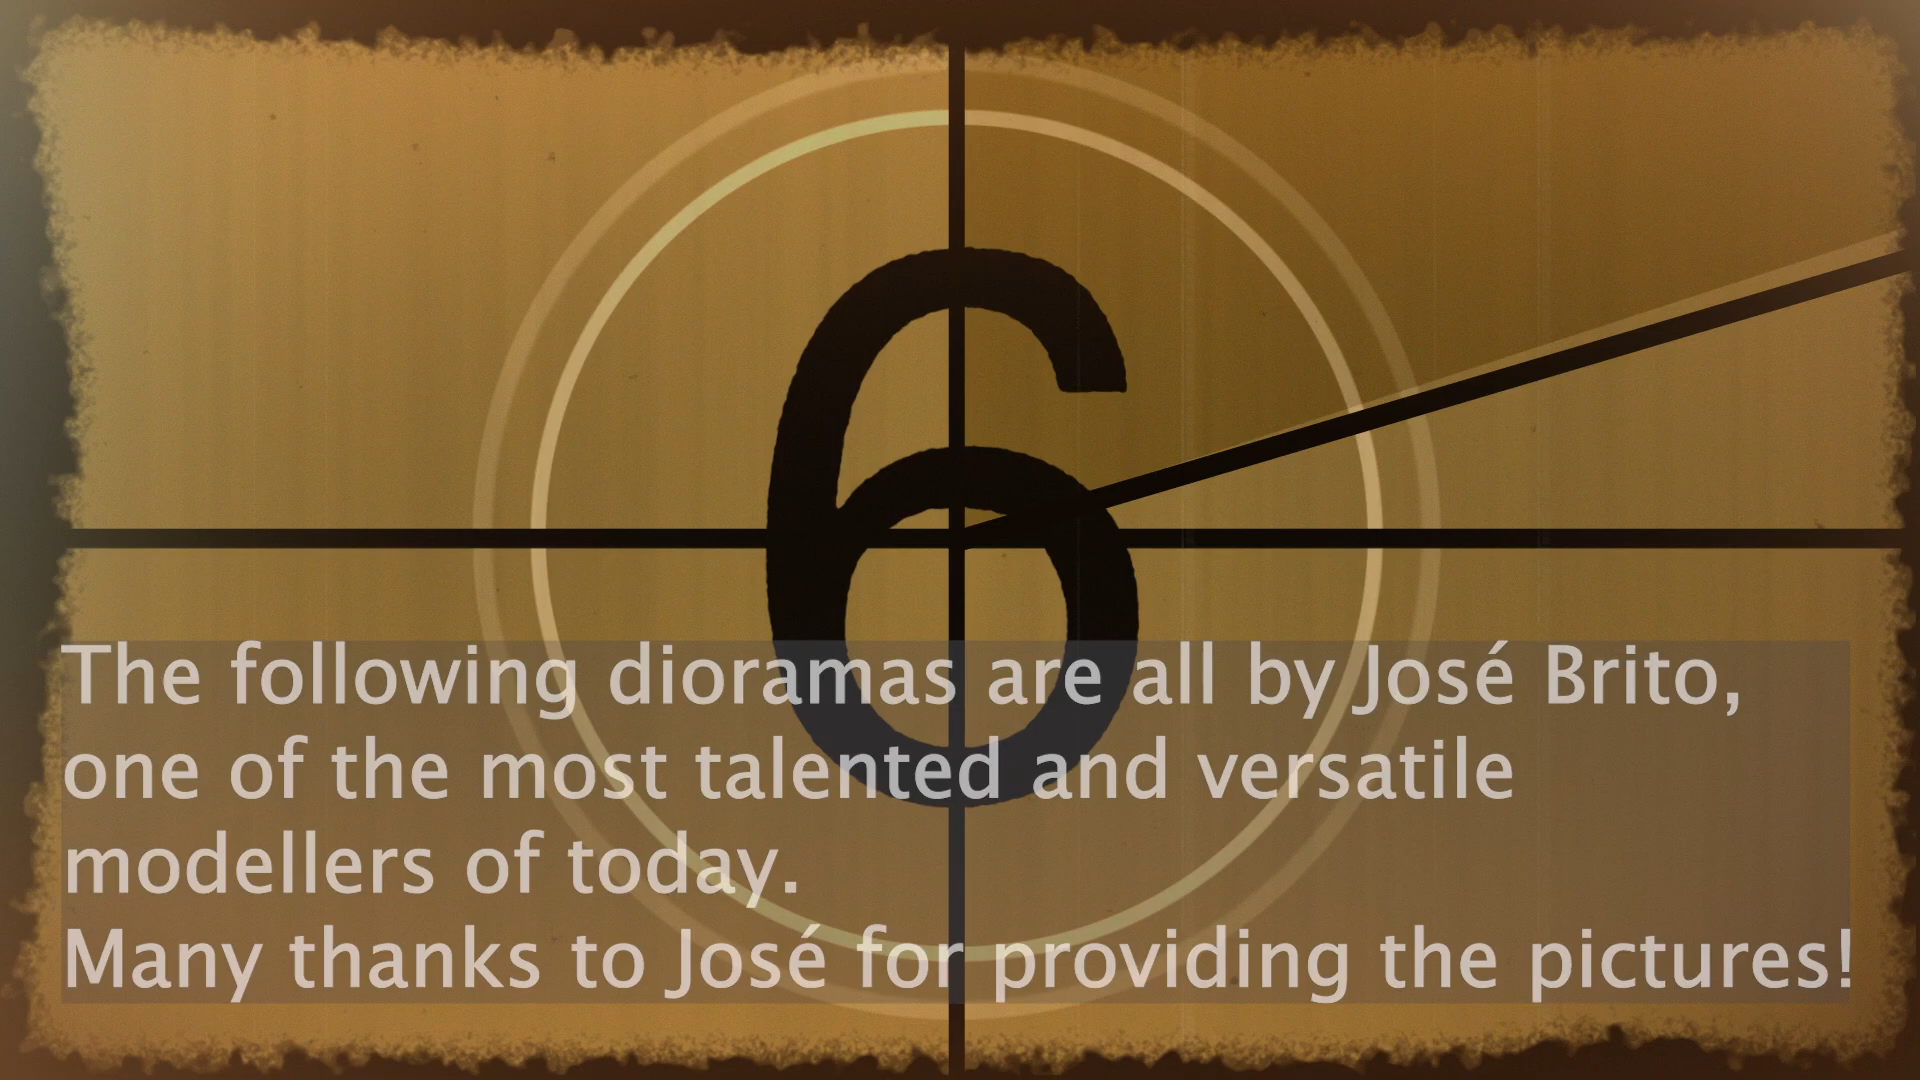 6
The following dioramas are all by José Brito,
one of the most talented and versatile
modellers of today.
Many thanks to José for providing the pictures!